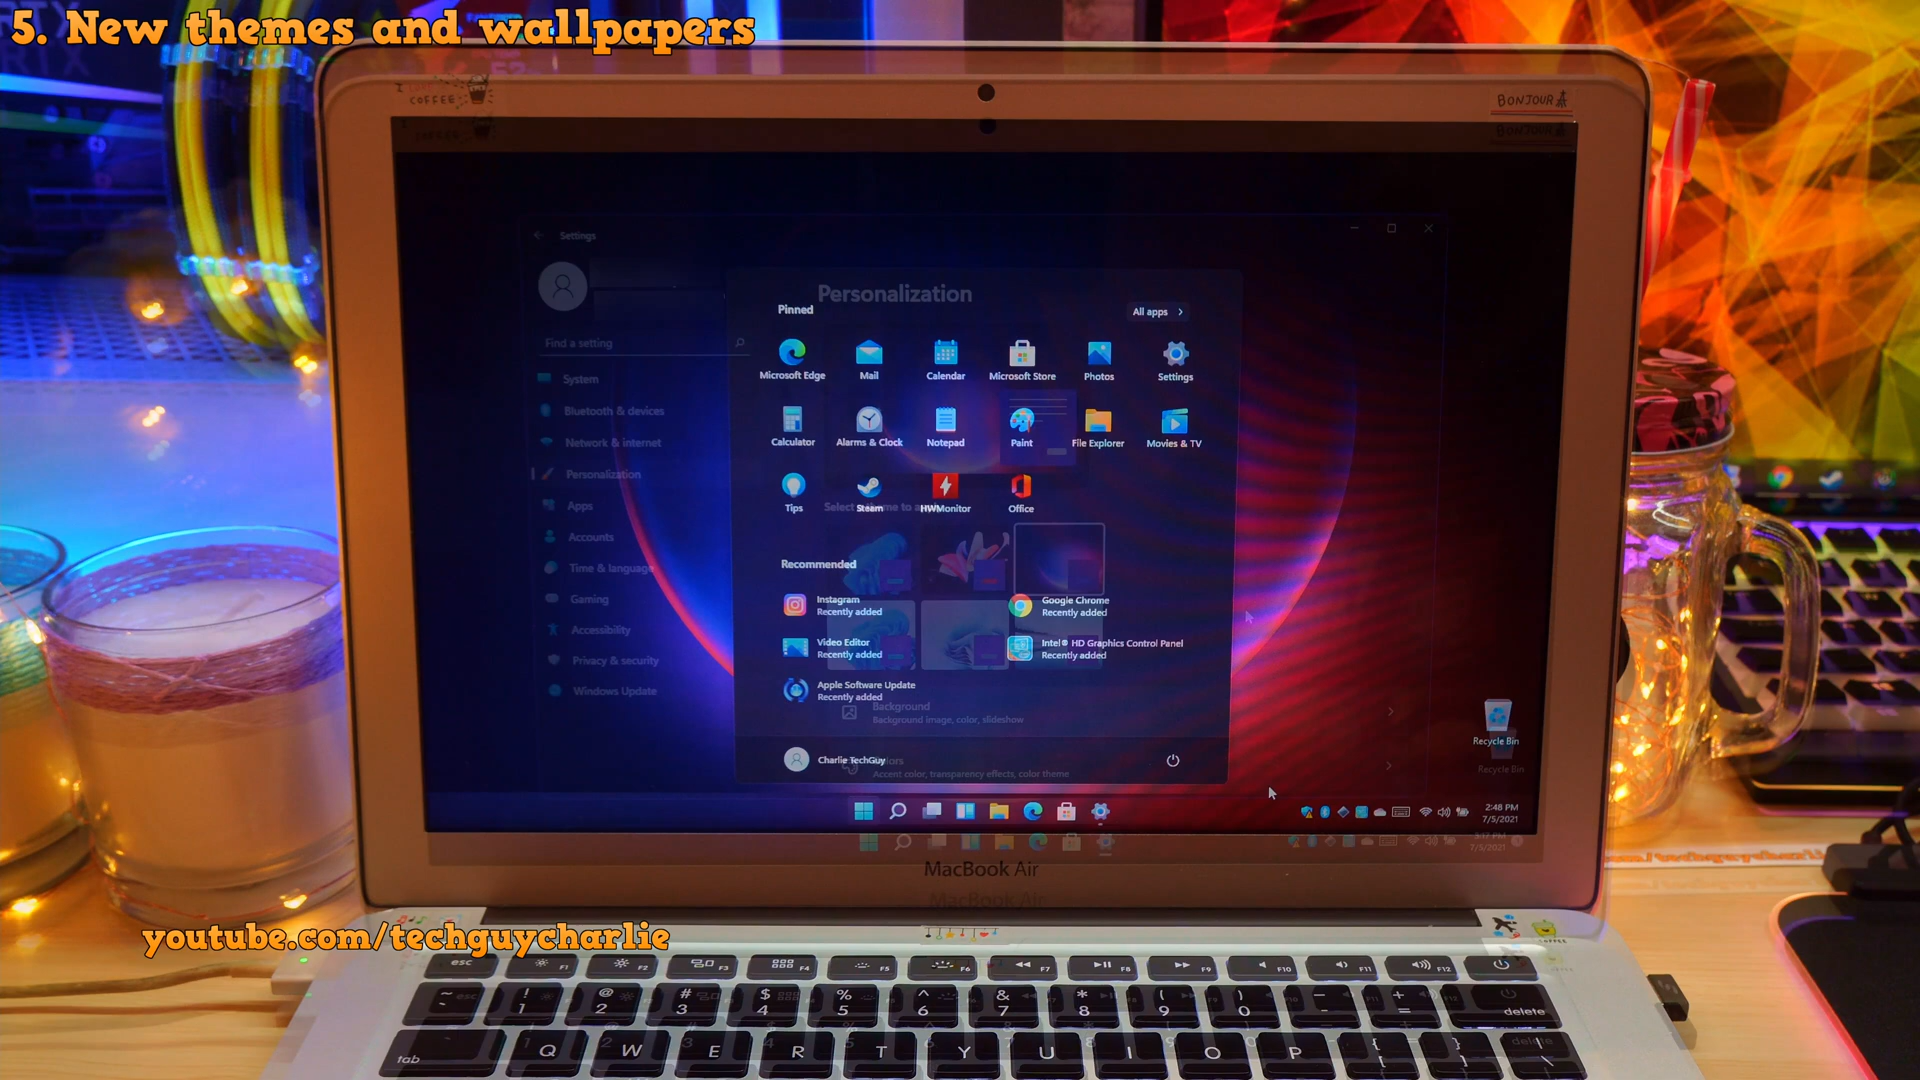 5. New themes and wallpapers
I
COFFEE
BONJOUR
Settings
Personalization
Pinned
All apps
Find a setting
Microsoft Edge
Mail
Calendar
Microsoft Store
Photos
Settings
System
Bluetooth & devices
Network & internet
Personalization
Apps
Accounts
Time & language
Gaming
Accessibility
Privacy & security
Windows Update
Calculator
Alarms & Clock
Notepad
Paint
File Explorer
Movies & TV
Tips
Steam
HWMonitor
Office
Recommended
Instagram
Recently added
Google Chrome
Recently added
Video Editor
Recently added
Intel® HD Graphics Control Panel
Recently added
Apple Software Update
Recently added
Background
Background image, color, slideshow
Charlie TechGuy
Accent color, transparency effects, color theme
Recycle Bin
Recycle Bin
2:48 PM
7/5/2021
MacBook Air
MacBook Air
youtube.com/techguycharlie
esc F1 F2 F3 F4 F5 F6 F7 F8 F9 F10 F11 F12
~ ! 1 @ 2 # 3 $ 4 % 5 ^ 6 & 7 * 8 ( 9 ) 0 – - + = delete
tab Q W E R T Y U I O P { [ } ] | \